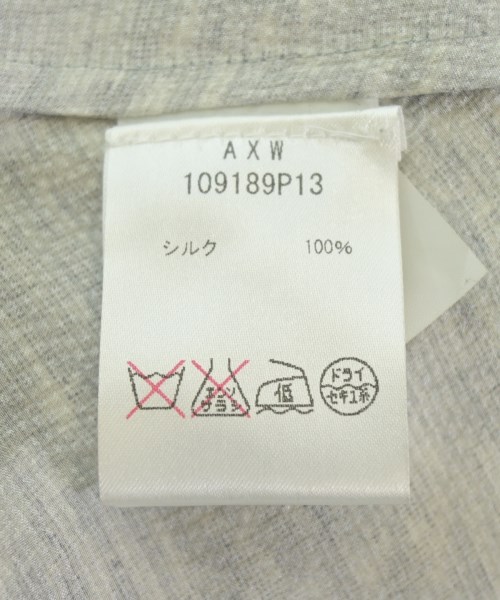 AXW
109189P13
シルク 100%
エンソ サラシ 低 ドライ
セキユ系